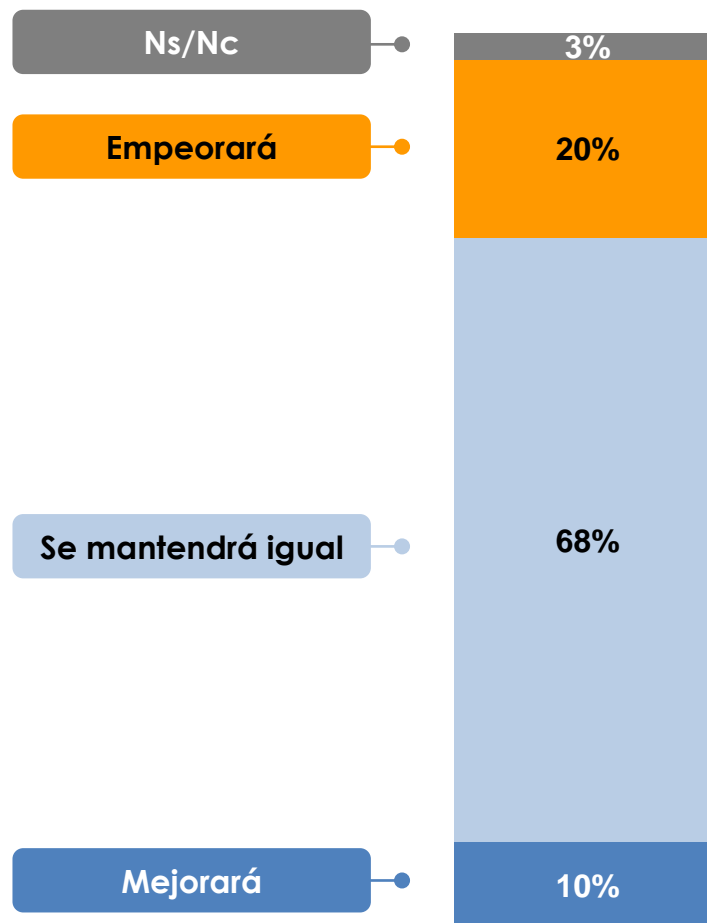 Ns/Nc
3%
Empeorará
20%
Se mantendrá igual
68%
Mejorará
10%